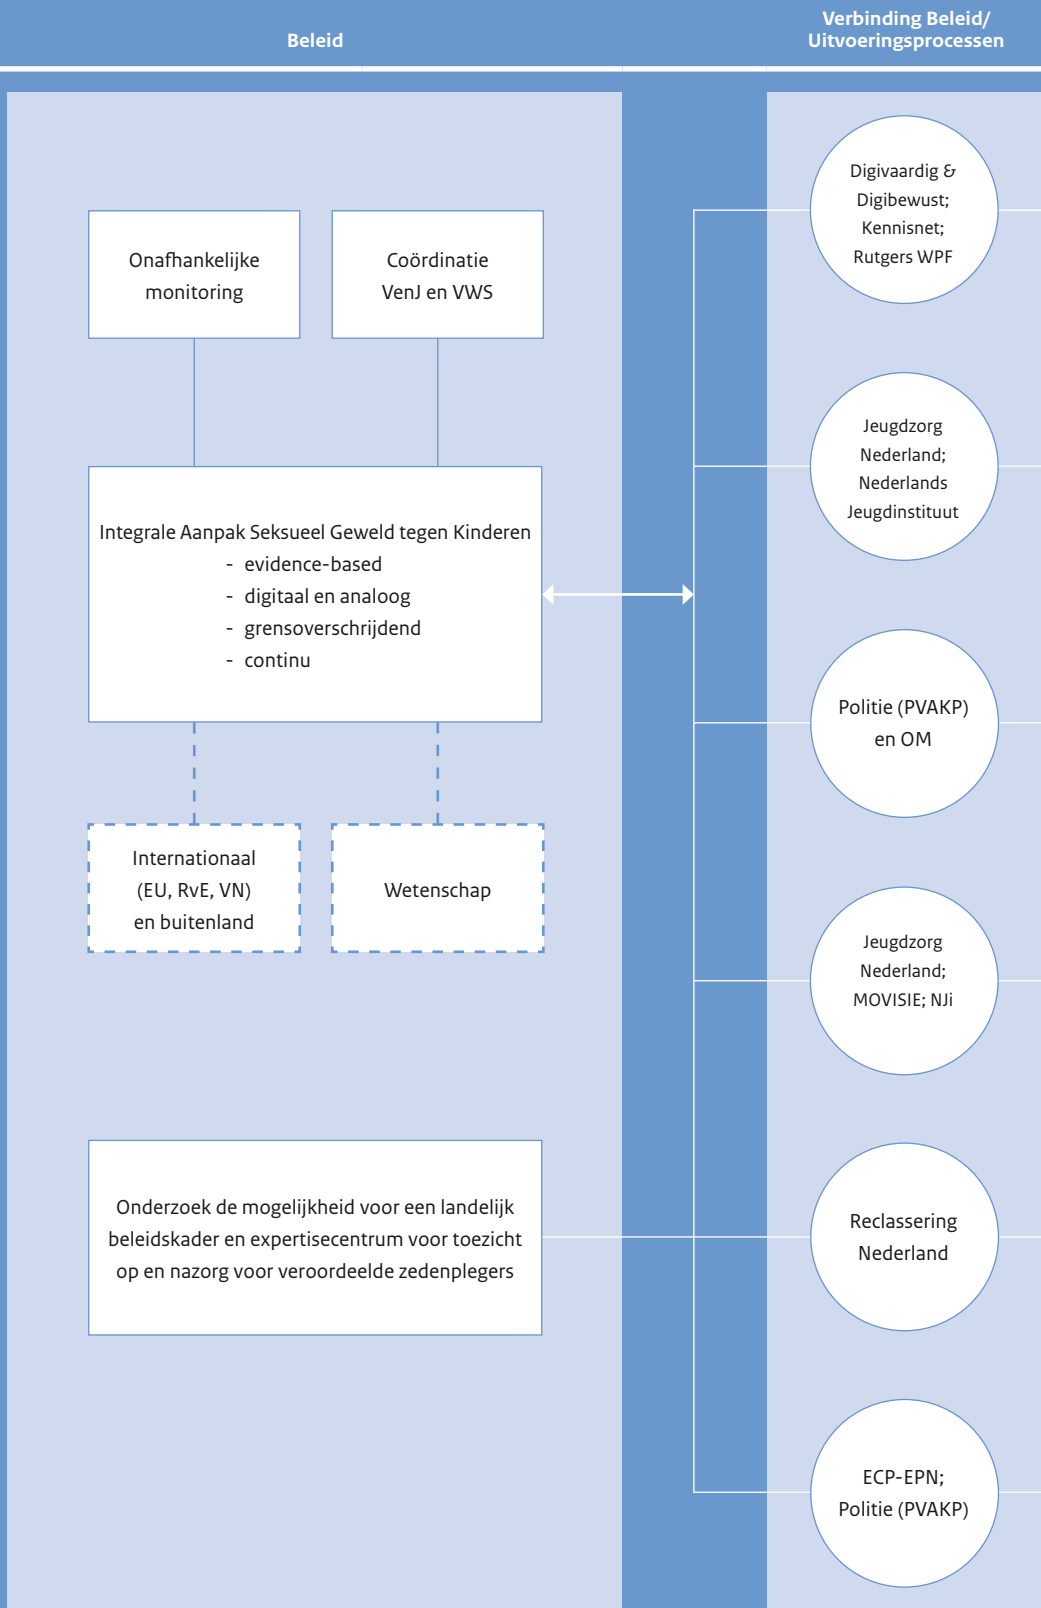 Beleid
Verbinding Beleid/
Uitvoeringsprocessen
Onafhankelijke
monitoring
Coördinatie
VenJ en VWS
Integrale Aanpak Seksueel Geweld tegen Kinderen
- evidence-based
- digitaal en analoog
- grensoverschrijdend
- continu
Internationaal
(EU, RvE, VN)
en buitenland
Wetenschap
Onderzoek de mogelijkheid voor een landelijk
beleidskader en expertisecentrum voor toezicht
op en nazorg voor veroordeelde zedenplegers
Digivaardig &
Digibewust;
Kennisnet;
Rutgers WPF
Jeugdzorg
Nederland;
Nederlands
Jeugdinstituut
Politie (PVAKP)
en OM
Jeugdzorg
Nederland;
MOVISIE; NJi
Reclassering
Nederland
ECP-EPN;
Politie (PVAKP)